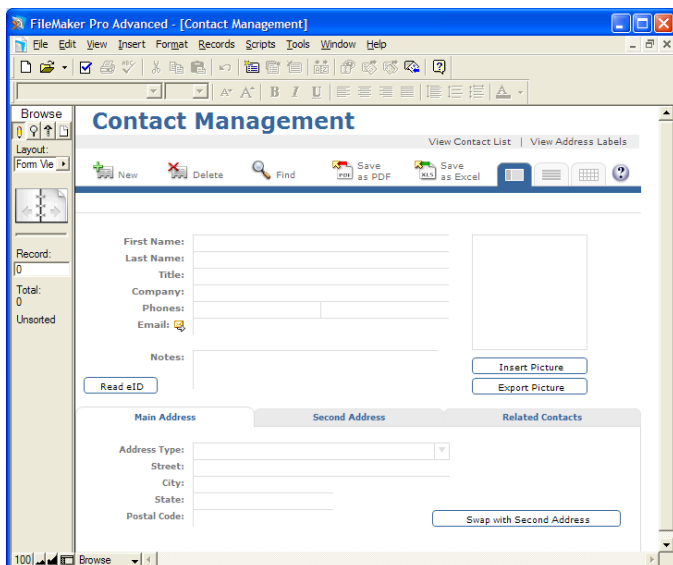 FileMaker Pro Advanced - [Contact Management]
File Edit View Insert Format Records Scripts Tools Window Help
Browse
Layout:
Form Vie
Record:
0
Total:
0
Unsorted
Contact Management
View Contact List | View Address Labels
New Delete Find Save as PDF Save as Excel
First Name:
Last Name:
Title:
Company:
Phones:
Email:
Notes:
Read eID
Insert Picture
Export Picture
Main Address Second Address Related Contacts
Address Type:
Street:
City:
State:
Postal Code:
Swap with Second Address
100 Browse